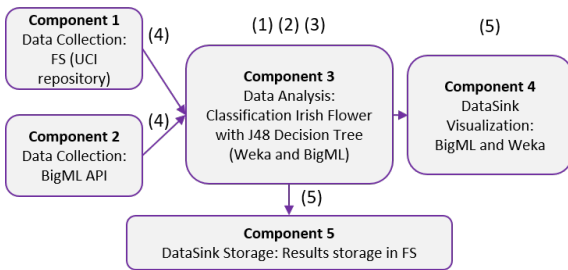 Component 1
Data Collection:
FS (UCI
repository)
(4)
(1) (2) (3)
(5)
Component 3
Data Analysis:
Classification Irish Flower
with J48 Decision Tree
(Weka and BigML)
Component 4
DataSink
Visualization:
BigML and Weka
(4)
Component 2
Data Collection:
BigML API
(5)
Component 5
DataSink Storage: Results storage in FS